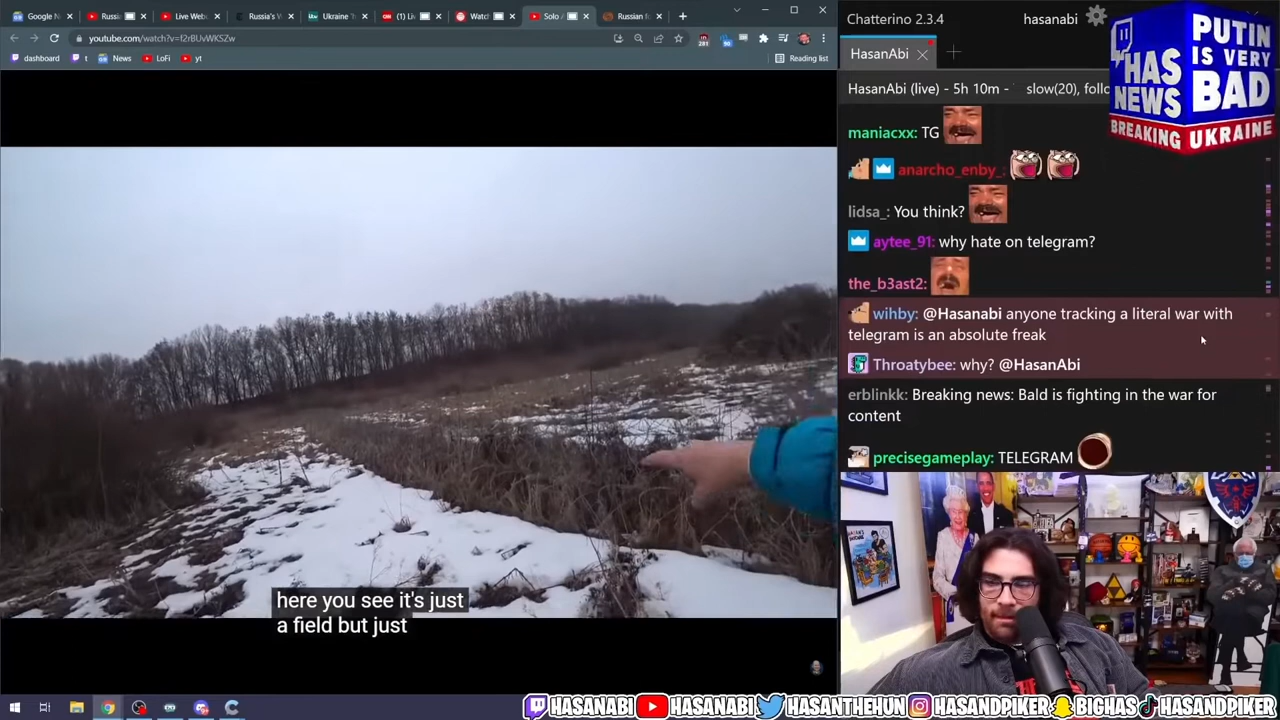 Google N
Russi
Live Web
Russia's W
Ukraine
(1) Li
Watch
Solo
Russian f
Chatterino 2.3.4
hasanabi
youtube.com/watch?v=f2rBUvWKSZw
281
dashboard
t
News
LoFi
yt
Reading list
HasanAbi
HasanAbi (live) - 5h 10m -
slow(20), follo
HAS
NEWS
PUTIN
IS VERY
BAD
BREAKING UKRAINE
maniacxx: TG
anarcho_enby_:
lidsa_: You think?
aytee_91: why hate on telegram?
the_b3ast2:
wihby: @Hasanabi anyone tracking a literal war with
telegram is an absolute freak
Throatybee: why? @HasanAbi
erblinkk: Breaking news: Bald is fighting in the war for
content
precisegameplay: TELEGRAM
here you see it's just
a field but just
HASANABI
HASANABI
HASANTHEHUN
HASANDPIKER
BIGHAS
HASANDPIKER